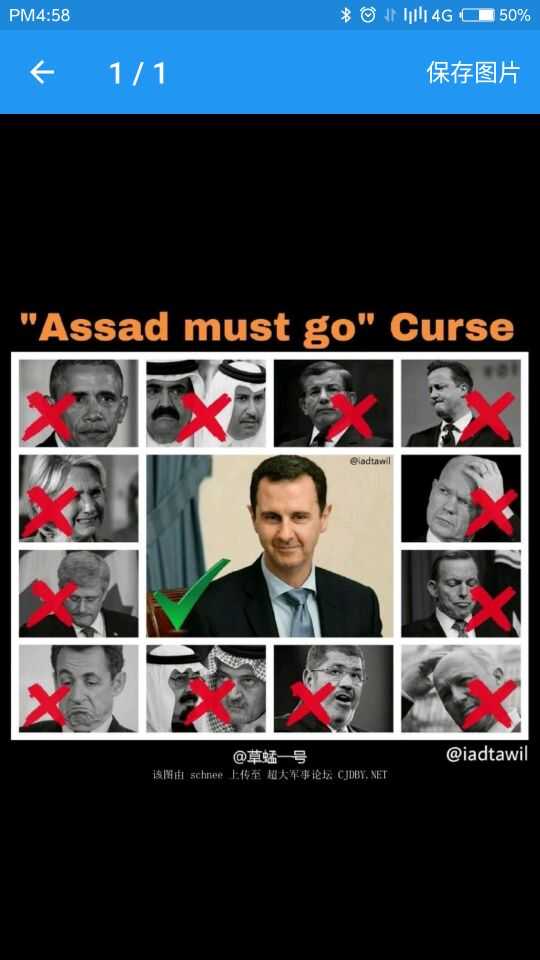 PM4:58
4G 50%
1 / 1
保存图片
"Assad must go" Curse
@iadtawil
@草蜢一号
@iadtawil
该图由 schnee 上传至 超大军事论坛 CJDBY.NET